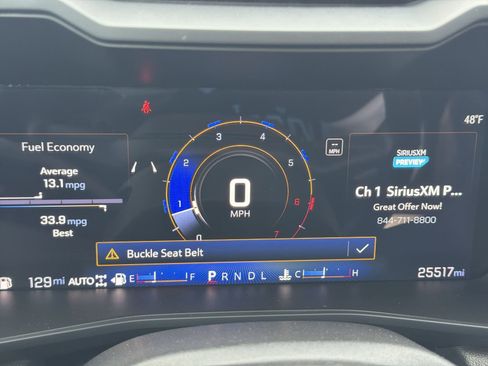 48°F
Fuel Economy
Average
13.1 mpg
33.9 mpg
Best
0
1
2
3
4
5
6
7
0
MPH
-- MPH
SIRIUSXM
PREVIEW
Ch 1 SiriusXM P...
Great Offer Now!
844-711-8800
Buckle Seat Belt
129 mi AUTO E F PRNDL C H 25517 mi